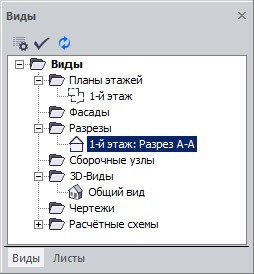 Виды
Виды
Планы этажей
1-й этаж
Фасады
Разрезы
1-й этаж: Разрез А-А
Сборочные узлы
3D-Виды
Общий вид
Чертежи
Расчётные схемы
Виды Листы